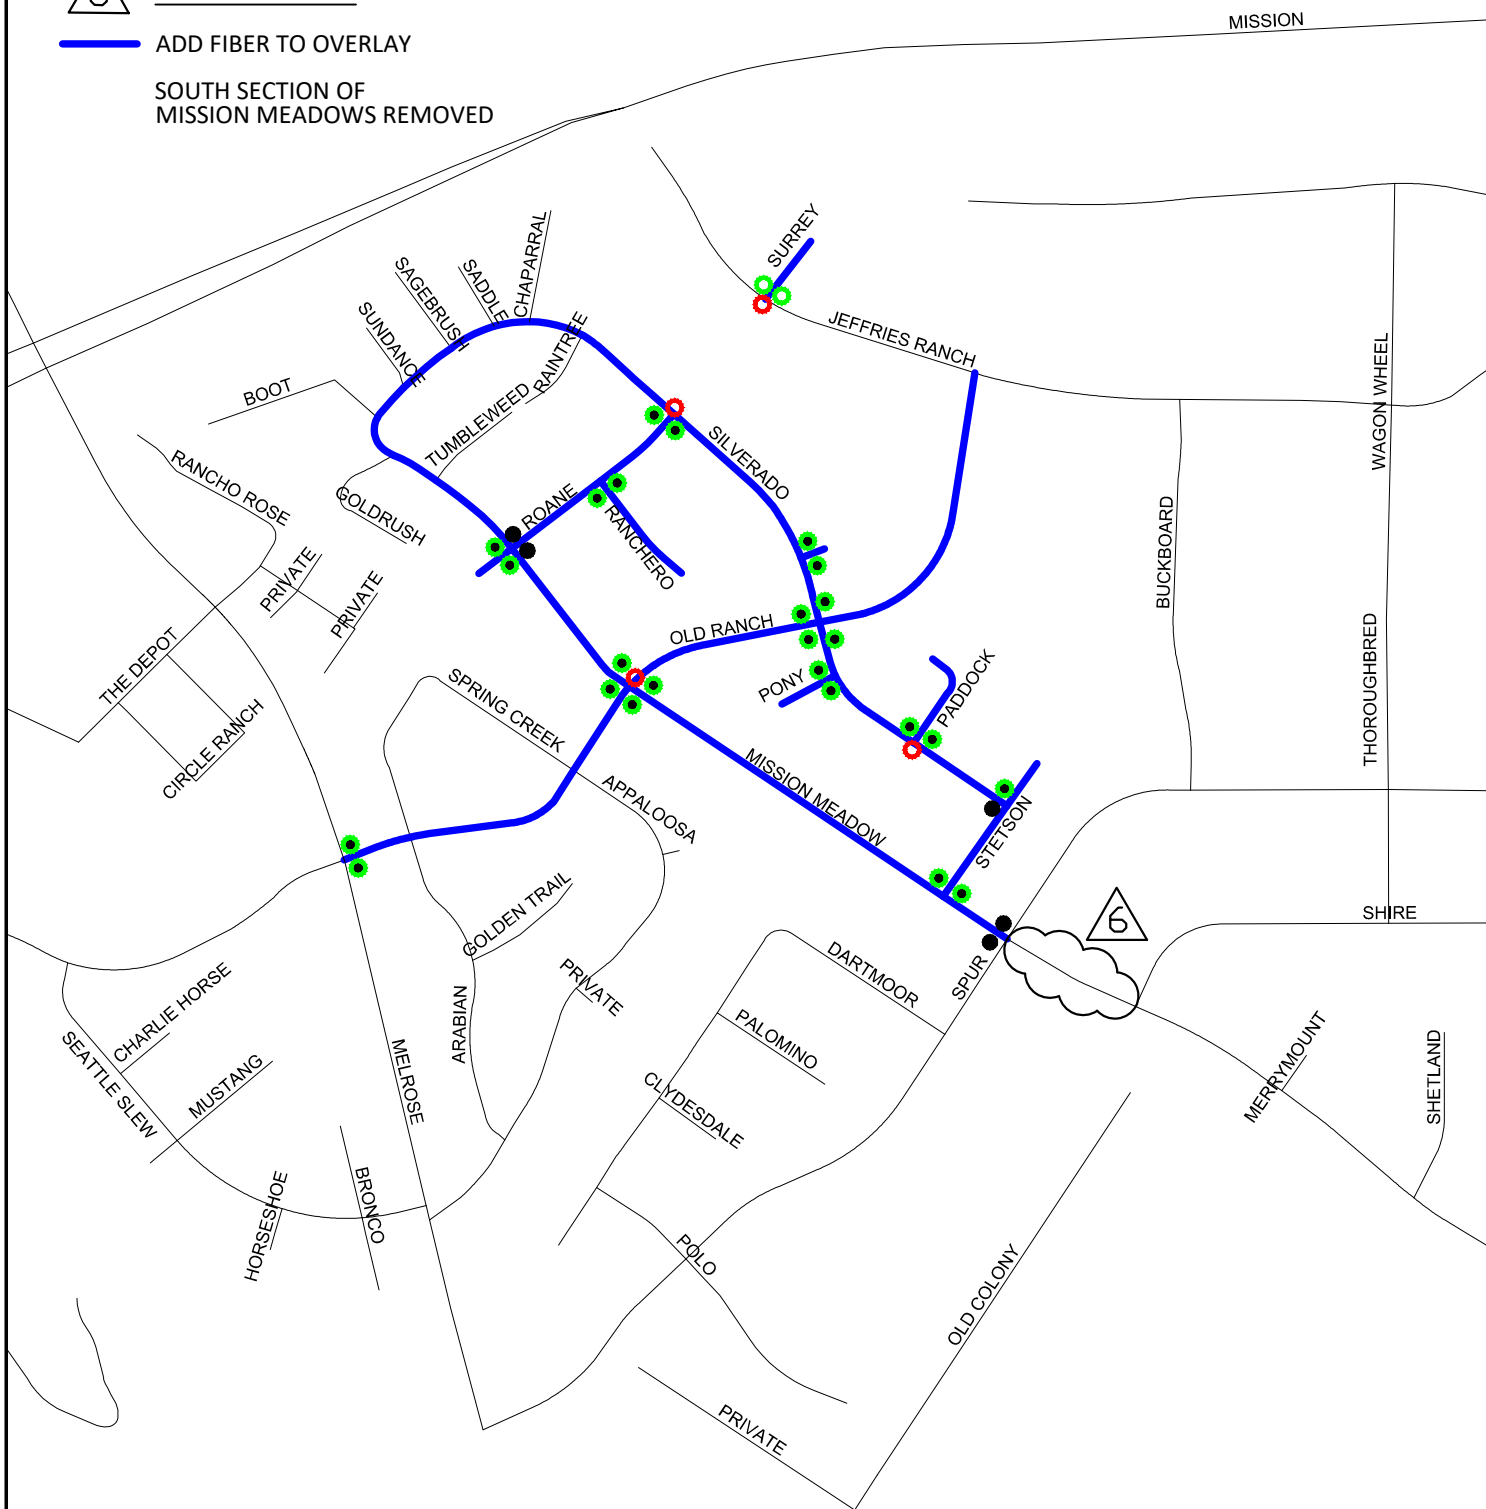 MISSION
ADD FIBER TO OVERLAY
SOUTH SECTION OF
MISSION MEADOWS REMOVED
SURREY
CHAPARRAL
SADDLE
SAGEBRUSH
SUNDANCE
RAINTREE
JEFFRIES RANCH
WAGON WHEEL
BOOT
TUMBLEWEED
SILVERADO
RANCHO ROSE
GOLDRUSH
ROANE
RANCHERO
BUCKBOARD
PRIVATE
PRIVATE
OLD RANCH
THOROUGHBRED
THE DEPOT
SPRING CREEK
PONY
PADDOCK
CIRCLE RANCH
APPALOOSA
MISSION MEADOW
STETSON
GOLDEN TRAIL
6
SHIRE
DARTMOOR
SPUR
PRIVATE
CHARLIE HORSE
ARABIAN
PALOMINO
MERRYMOUNT
SHETLAND
SEATTLE SLEW
MUSTANG
MELROSE
CLYDESDALE
HORSESHOE
BRONCO
POLO
OLD COLONY
PRIVATE